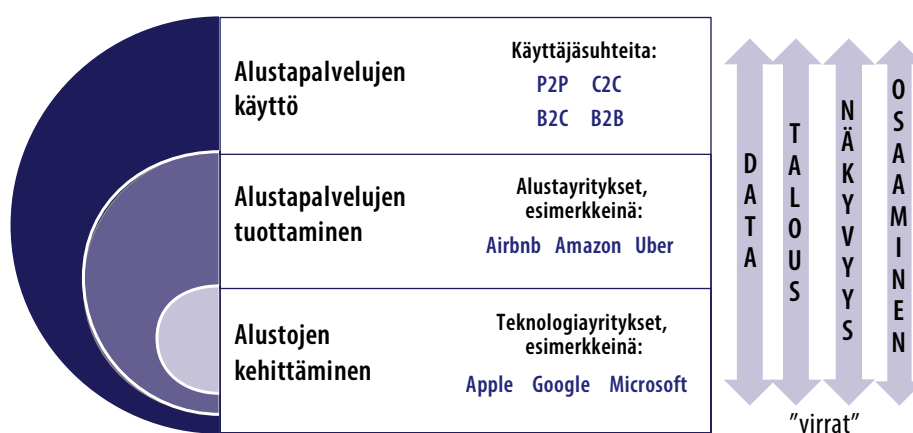 Alustapalvelujen
käyttö
Käyttäjäsuhteita:
P2P C2C
B2C B2B
Alustapalvelujen
tuottaminen
Alustayritykset,
esimerkkeinä:
Airbnb Amazon Uber
Alustojen
kehittäminen
Teknologiayritykset,
esimerkkeinä:
Apple Google Microsoft
DATA
TALOUS
NÄKYVYYS
OSAAMINEN
”virrat”